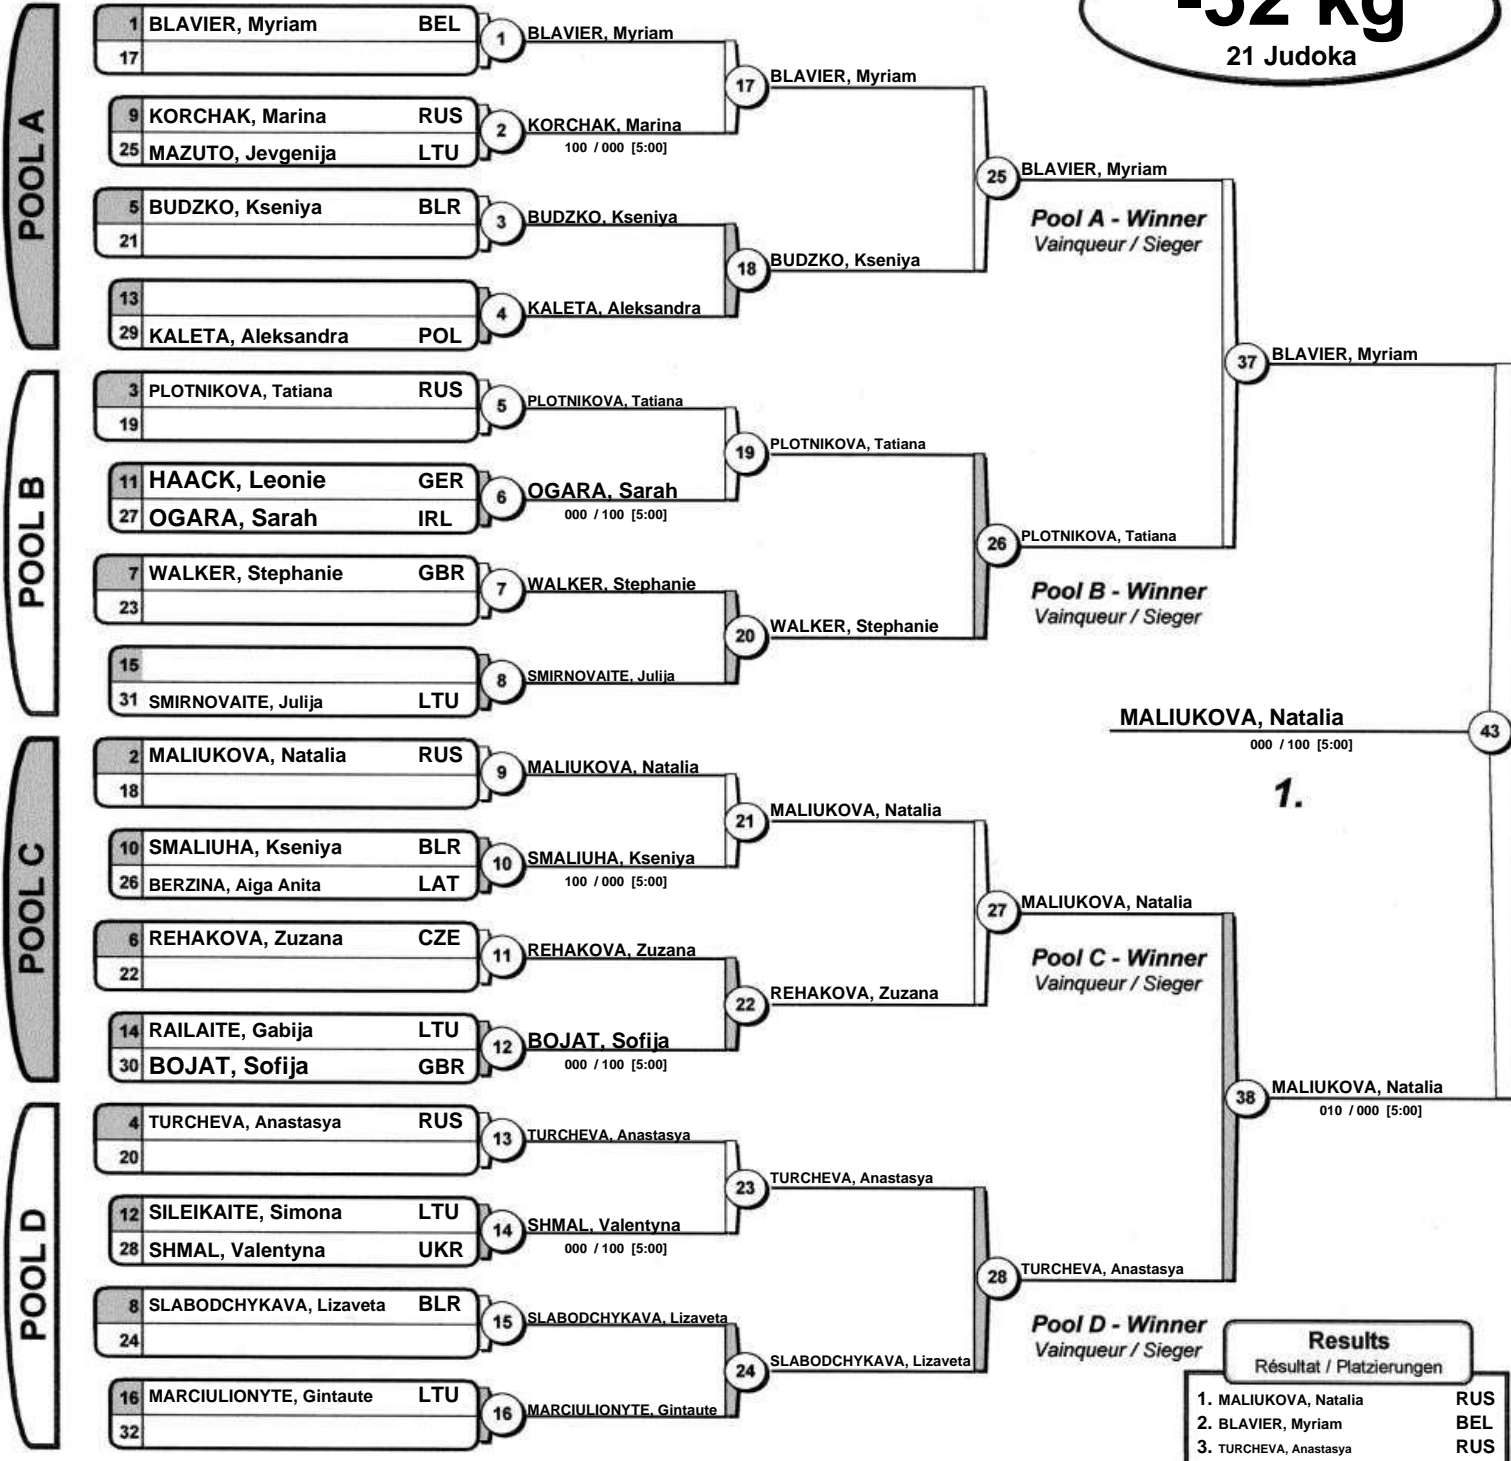 -52 kg
21 Judoka
POOL A
1 BLAVIER, Myriam BEL
17
9 KORCHAK, Marina RUS
25 MAZUTO, Jevgenija LTU
5 BUDZKO, Kseniya BLR
21
13
29 KALETA, Aleksandra POL
1 BLAVIER, Myriam
2 KORCHAK, Marina
100 / 000 [5:00]
3 BUDZKO, Kseniya
4 KALETA, Aleksandra
17 BLAVIER, Myriam
18 BUDZKO, Kseniya
25 BLAVIER, Myriam
Pool A - Winner
Vainqueur / Sieger
POOL B
3 PLOTNIKOVA, Tatiana RUS
19
11 HAACK, Leonie GER
27 OGARA, Sarah IRL
7 WALKER, Stephanie GBR
23
15
31 SMIRNOVAITE, Julija LTU
5 PLOTNIKOVA, Tatiana
6 OGARA, Sarah
000 / 100 [5:00]
7 WALKER, Stephanie
8 SMIRNOVAITE, Julija
19 PLOTNIKOVA, Tatiana
20 WALKER, Stephanie
26 PLOTNIKOVA, Tatiana
Pool B - Winner
Vainqueur / Sieger
37 BLAVIER, Myriam
MALIUKOVA, Natalia 43
000 / 100 [5:00]
1.
POOL C
2 MALIUKOVA, Natalia RUS
18
10 SMALIUHA, Kseniya BLR
26 BERZINA, Aiga Anita LAT
6 REHAKOVA, Zuzana CZE
22
14 RAILAITE, Gabija LTU
30 BOJAT, Sofija GBR
9 MALIUKOVA, Natalia
10 SMALIUHA, Kseniya
100 / 000 [5:00]
11 REHAKOVA, Zuzana
12 BOJAT, Sofija
000 / 100 [5:00]
21 MALIUKOVA, Natalia
22 REHAKOVA, Zuzana
27 MALIUKOVA, Natalia
Pool C - Winner
Vainqueur / Sieger
POOL D
4 TURCHEVA, Anastasya RUS
20
12 SILEIKAITE, Simona LTU
28 SHMAL, Valentyna UKR
8 SLABODCHYKAVA, Lizaveta BLR
24
16 MARCIULIONYTE, Gintaute LTU
32
13 TURCHEVA, Anastasya
14 SHMAL, Valentyna
000 / 100 [5:00]
15 SLABODCHYKAVA, Lizaveta
16 MARCIULIONYTE, Gintaute
23 TURCHEVA, Anastasya
24 SLABODCHYKAVA, Lizaveta
28 TURCHEVA, Anastasya
Pool D - Winner
Vainqueur / Sieger
38 MALIUKOVA, Natalia
010 / 000 [5:00]
Results
Résultat / Platzierungen
1. MALIUKOVA, Natalia RUS
2. BLAVIER, Myriam BEL
3. TURCHEVA, Anastasya RUS